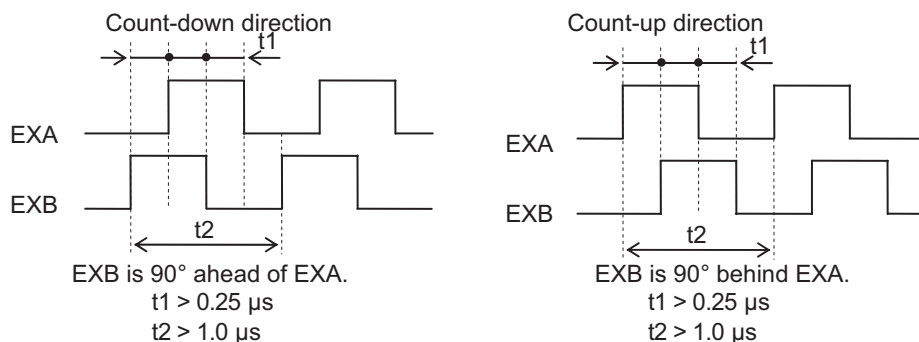 Count-down direction
t1
EXA
EXB
t2
EXB is 90° ahead of EXA.
t1 > 0.25 µs
t2 > 1.0 µs
Count-up direction
t1
EXA
EXB
t2
EXB is 90° behind EXA.
t1 > 0.25 µs
t2 > 1.0 µs